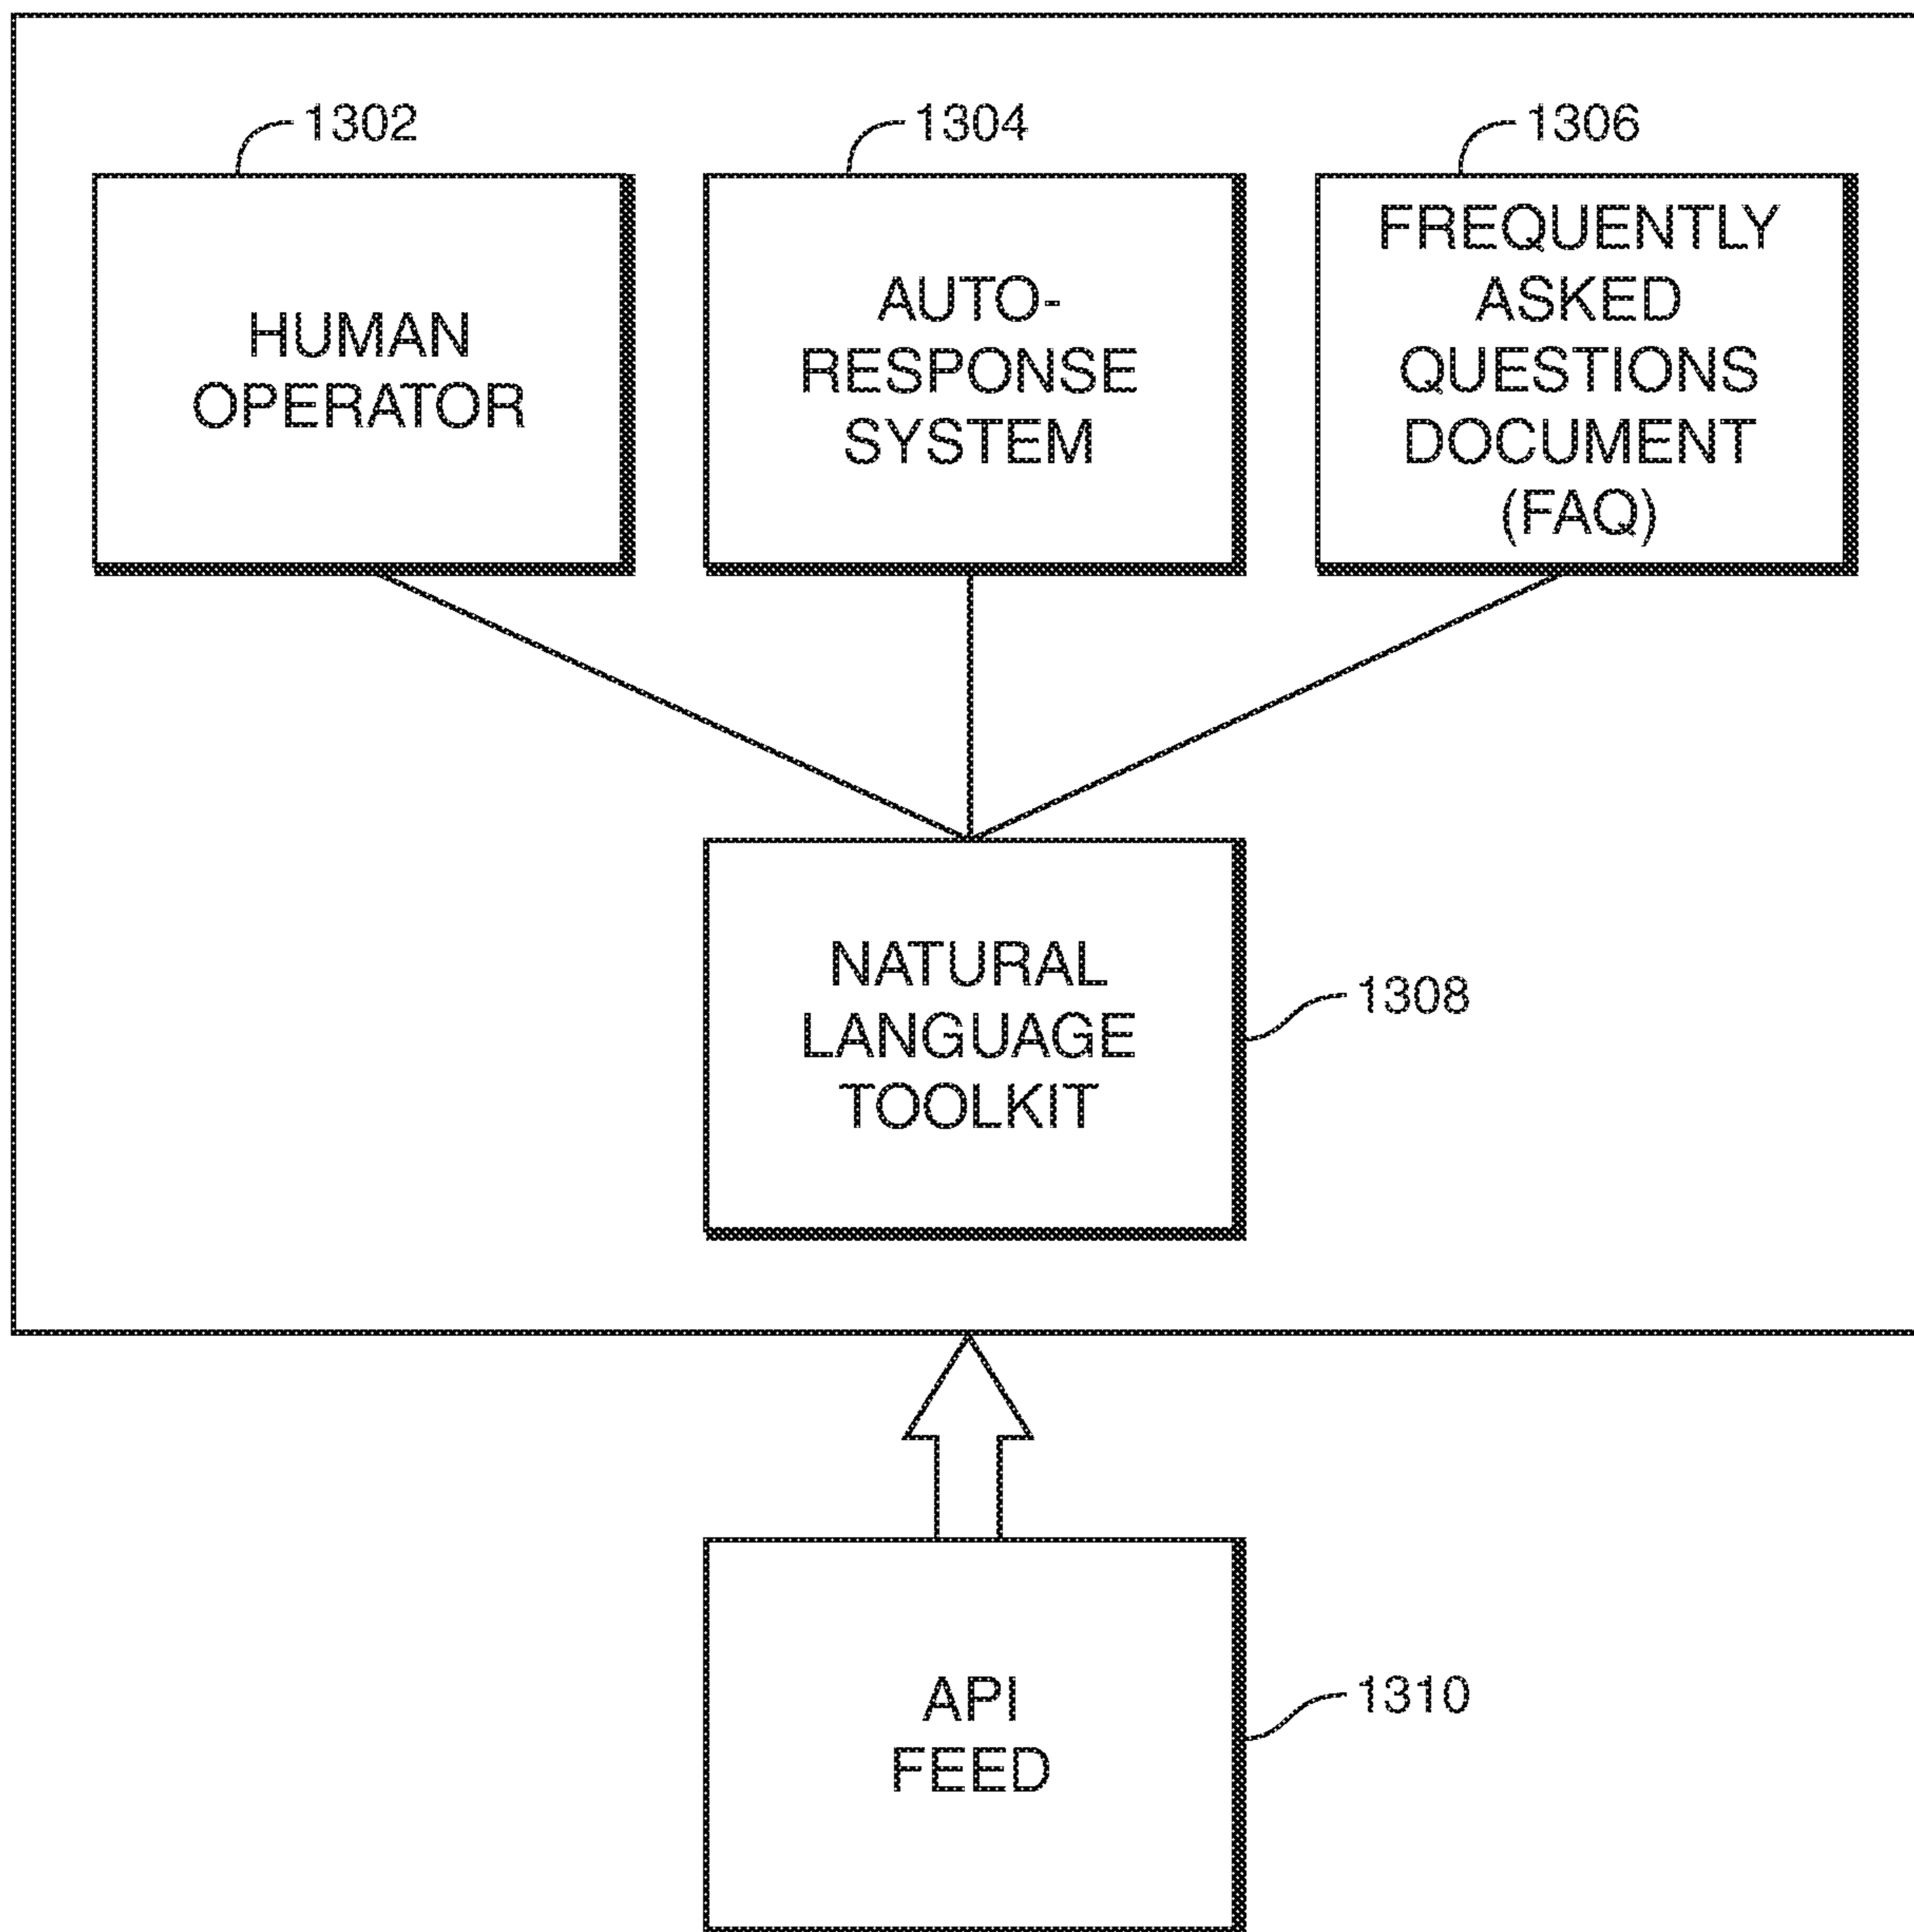 1302
1304
1306
HUMAN
OPERATOR
AUTO-
RESPONSE
SYSTEM
FREQUENTLY
ASKED
QUESTIONS
DOCUMENT
(FAQ)
NATURAL
LANGUAGE
TOOLKIT
1308
API
FEED
1310